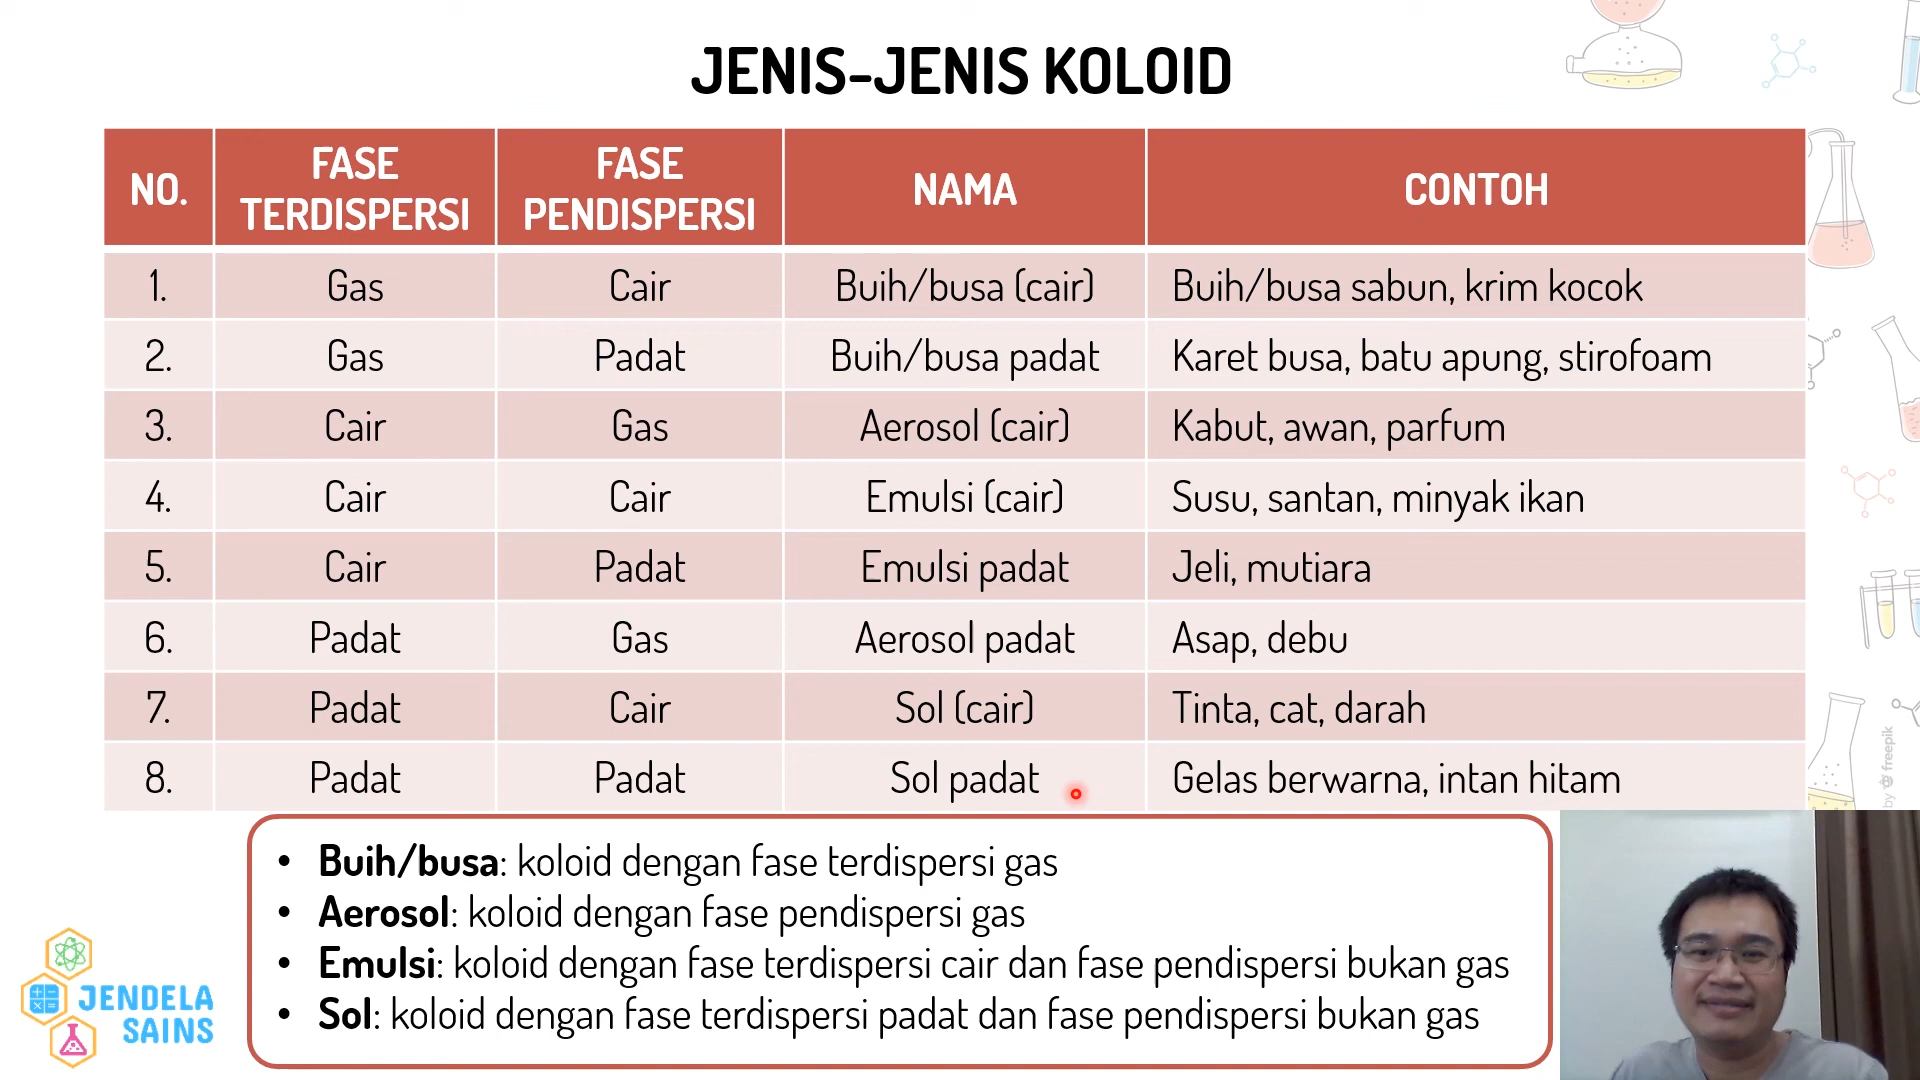 JENIS-JENIS KOLOID
NO.
FASE
TERDISPERSI
FASE
PENDISPERSI
NAMA
CONTOH
1. Gas Cair Buih/busa (cair) Buih/busa sabun, krim kocok
2. Gas Padat Buih/busa padat Karet busa, batu apung, stirofoam
3. Cair Gas Aerosol (cair) Kabut, awan, parfum
4. Cair Cair Emulsi (cair) Susu, santan, minyak ikan
5. Cair Padat Emulsi padat Jeli, mutiara
6. Padat Gas Aerosol padat Asap, debu
7. Padat Cair Sol (cair) Tinta, cat, darah
8. Padat Padat Sol padat Gelas berwarna, intan hitam
• Buih/busa: koloid dengan fase terdispersi gas
• Aerosol: koloid dengan fase pendispersi gas
• Emulsi: koloid dengan fase terdispersi cair dan fase pendispersi bukan gas
• Sol: koloid dengan fase terdispersi padat dan fase pendispersi bukan gas
JENDELA
SAINS
by freepik